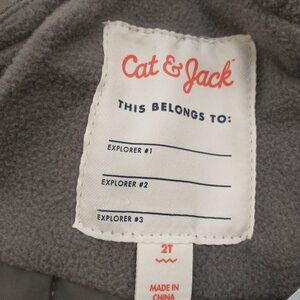 Cat & Jack
THIS BELONGS TO:
EXPLORER #1
EXPLORER #2
EXPLORER #3
2T
MADE IN
CHINA